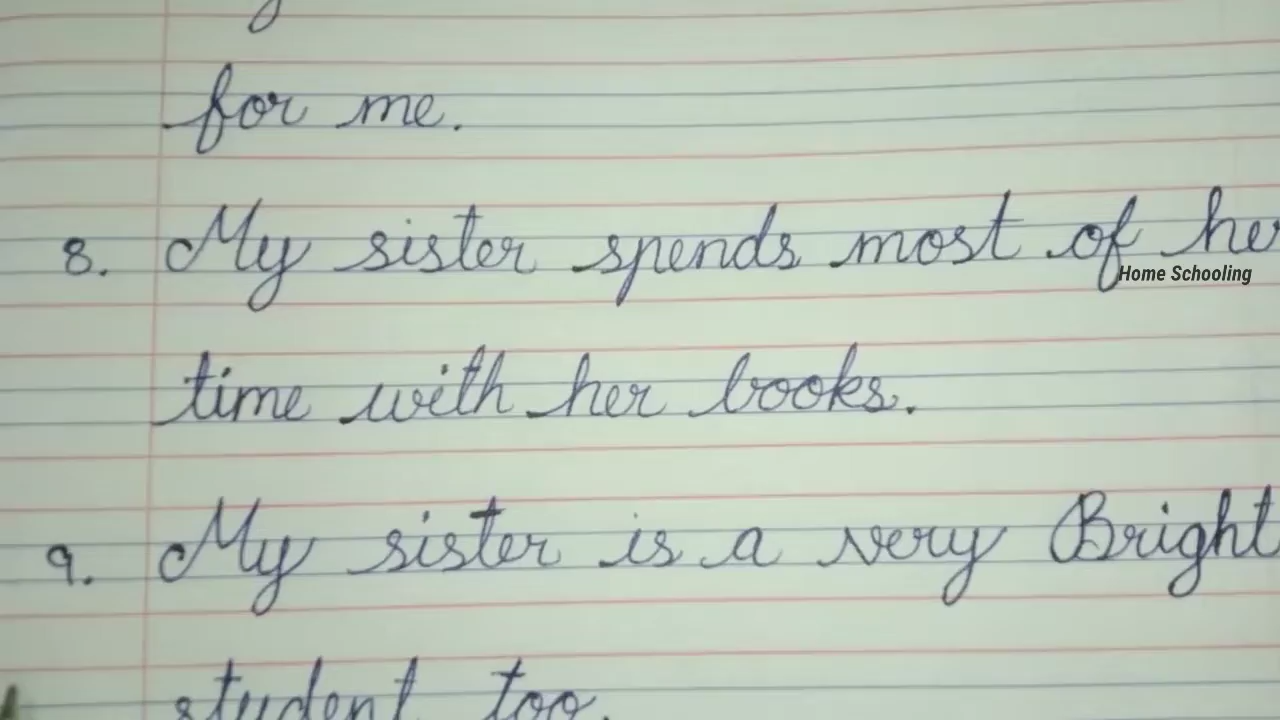 for me.
8. My sister spends most of her
Home Schooling
time with her books.
9. My sister is a very Bright
student too.